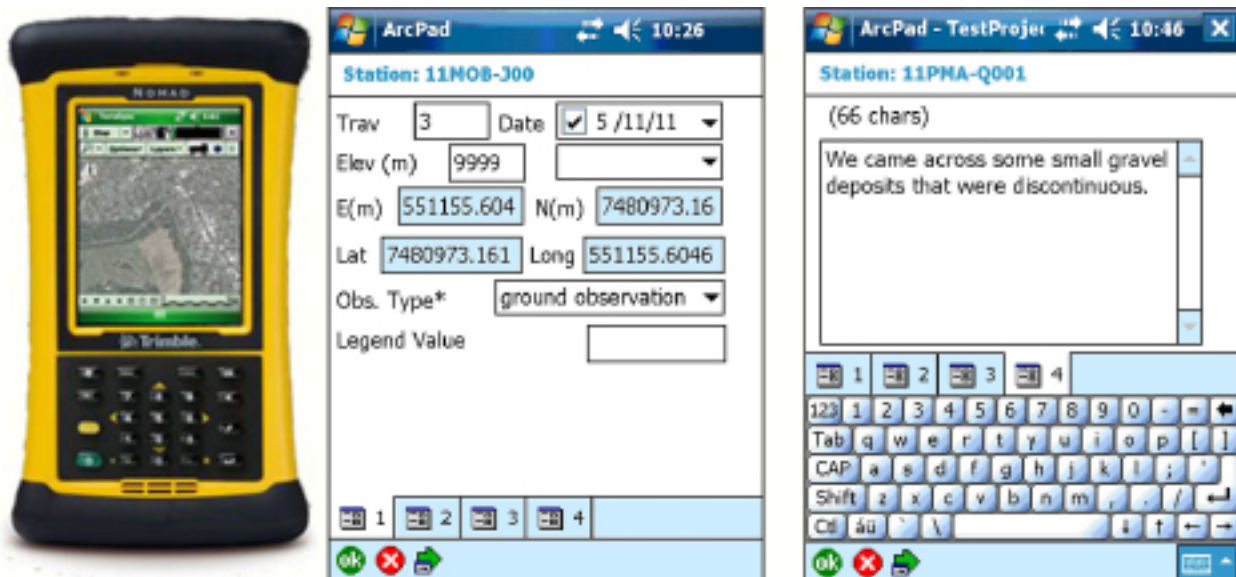 NOMAD
Trimble.
ArcPad 10:26
Station: 11MOB-J00
Trav 3 Date 5 /11/11
Elev (m) 9999
E(m) 551155.604 N(m) 7480973.16
Lat 7480973.161 Long 551155.6046
Obs. Type* ground observation
Legend Value
1 2 3 4
ok
ArcPad - TestProjec 10:46 X
Station: 11PMA-Q001
(66 chars)
We came across some small gravel
deposits that were discontinuous.
1 2 3 4
123 1 2 3 4 5 6 7 8 9 0 - =
Tab q w e r t y u i o p [ ]
CAP a s d f g h j k l ; '
Shift z x c v b n m , . /
Ctl áü ` \
ok